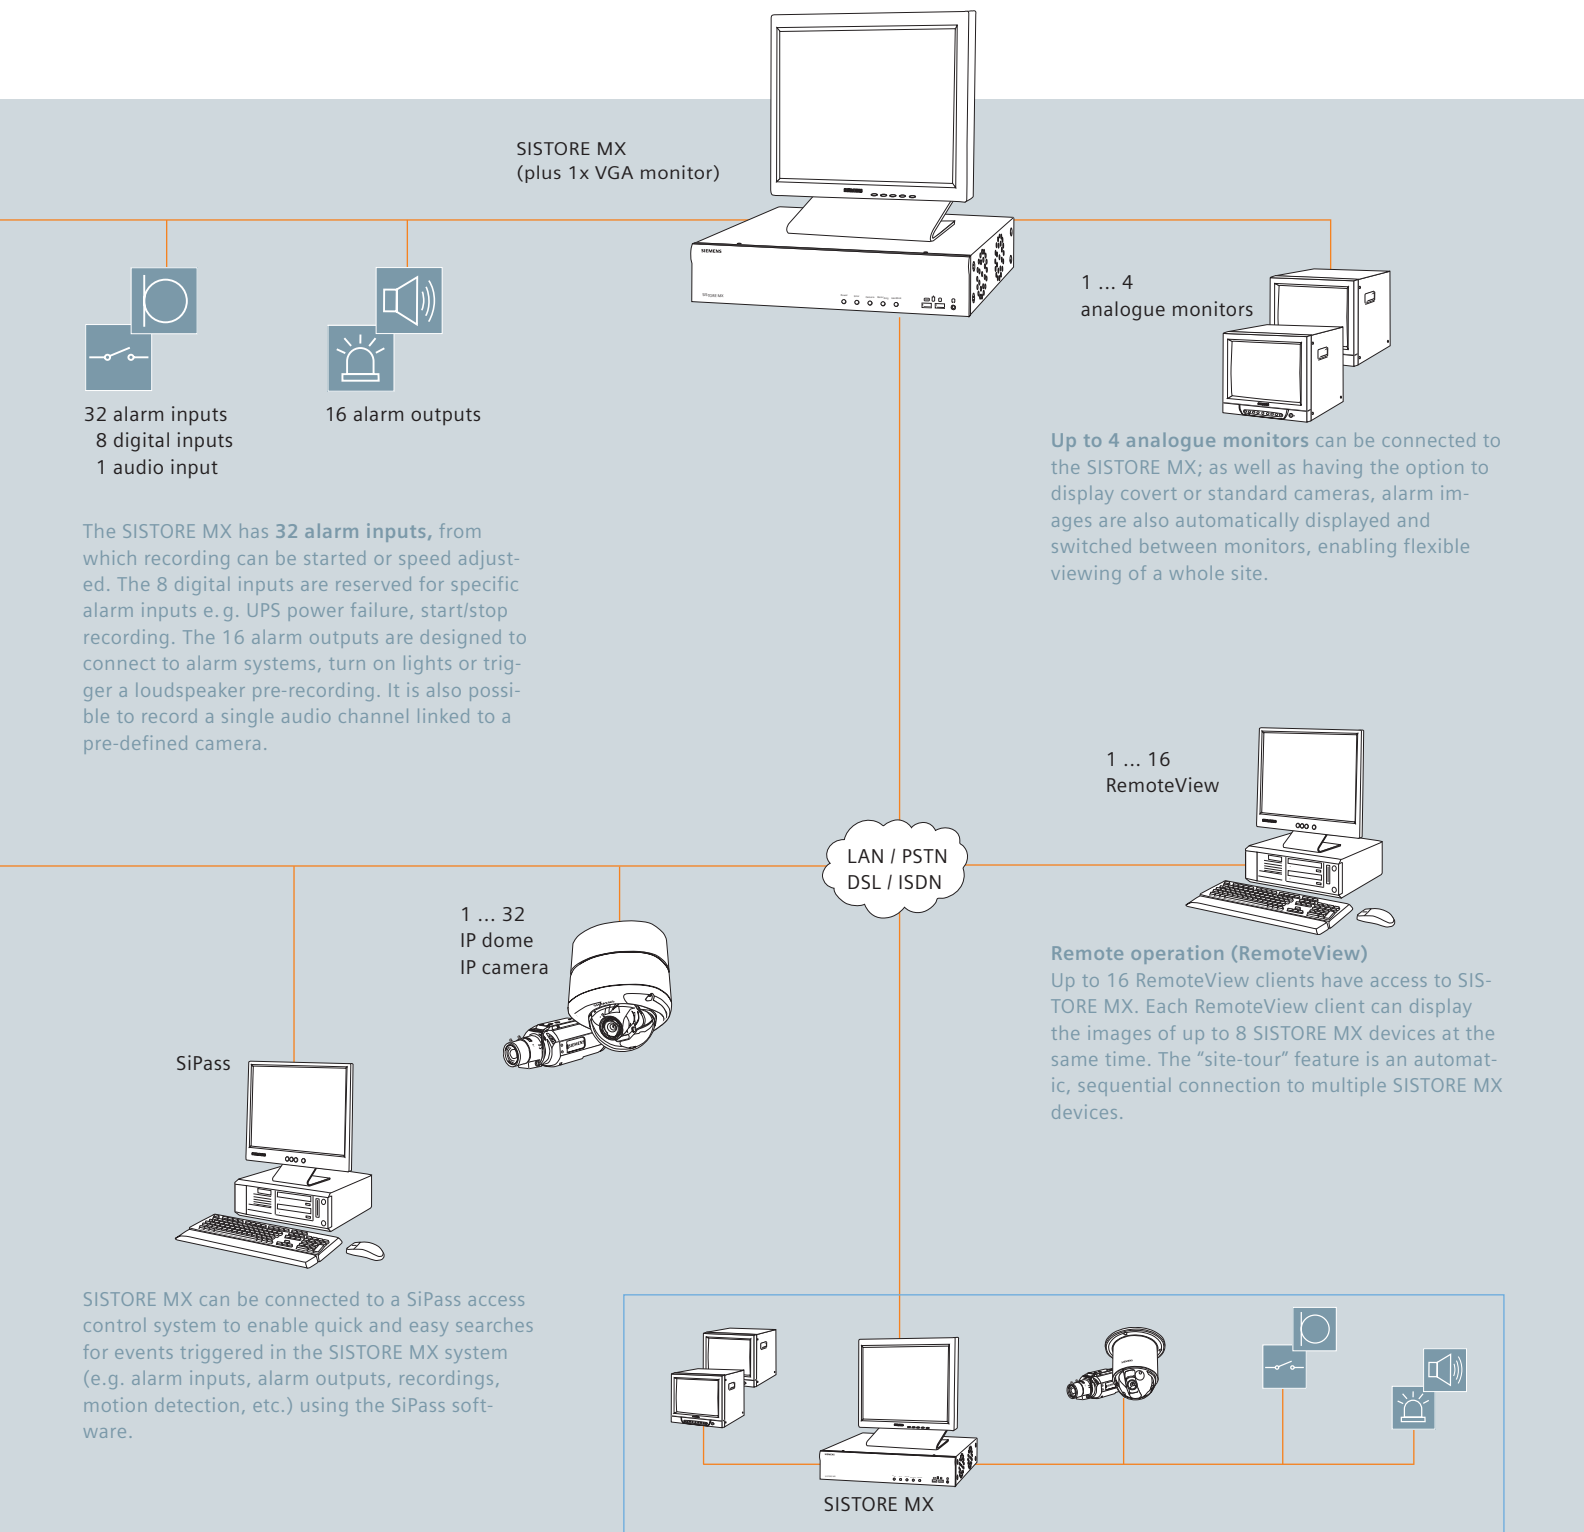 SISTORE MX
(plus 1x VGA monitor)
SIEMENS
SISTORE MX
32 alarm inputs
8 digital inputs
1 audio input
16 alarm outputs
1 ... 4
analogue monitors
The SISTORE MX has 32 alarm inputs, from
which recording can be started or speed adjust-
ed. The 8 digital inputs are reserved for specific
alarm inputs e. g. UPS power failure, start/stop
recording. The 16 alarm outputs are designed to
connect to alarm systems, turn on lights or trig-
ger a loudspeaker pre-recording. It is also possi-
ble to record a single audio channel linked to a
pre-defined camera.
Up to 4 analogue monitors can be connected to
the SISTORE MX; as well as having the option to
display covert or standard cameras, alarm im-
ages are also automatically displayed and
switched between monitors, enabling flexible
viewing of a whole site.
1 ... 16
RemoteView
LAN / PSTN
DSL / ISDN
1 ... 32
IP dome
IP camera
SIEMENS
Remote operation (RemoteView)
Up to 16 RemoteView clients have access to SIS-
TORE MX. Each RemoteView client can display
the images of up to 8 SISTORE MX devices at the
same time. The “site-tour” feature is an automat-
ic, sequential connection to multiple SISTORE MX
devices.
SiPass
SISTORE MX can be connected to a SiPass access
control system to enable quick and easy searches
for events triggered in the SISTORE MX system
(e.g. alarm inputs, alarm outputs, recordings,
motion detection, etc.) using the SiPass soft-
ware.
SISTORE MX